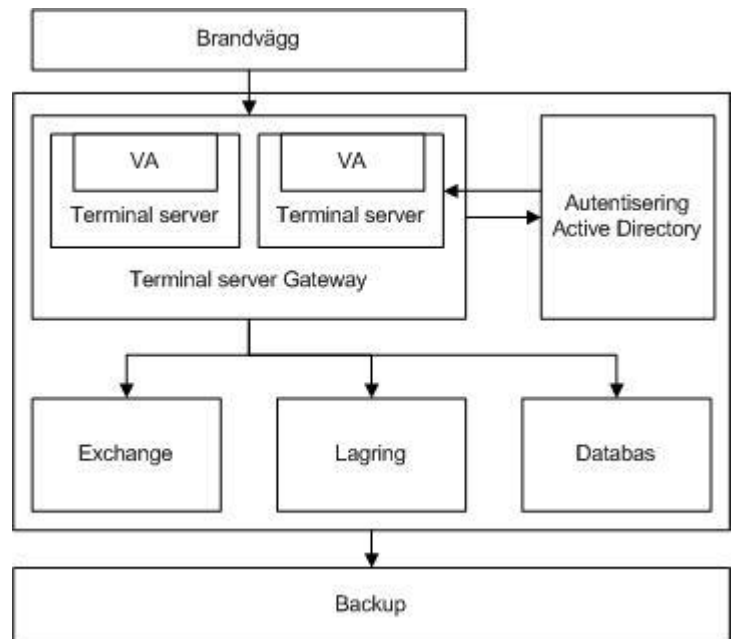 Brandvägg
VA
VA
Terminal server
Terminal server
Autentisering
Active Directory
Terminal server Gateway
Exchange
Lagring
Databas
Backup